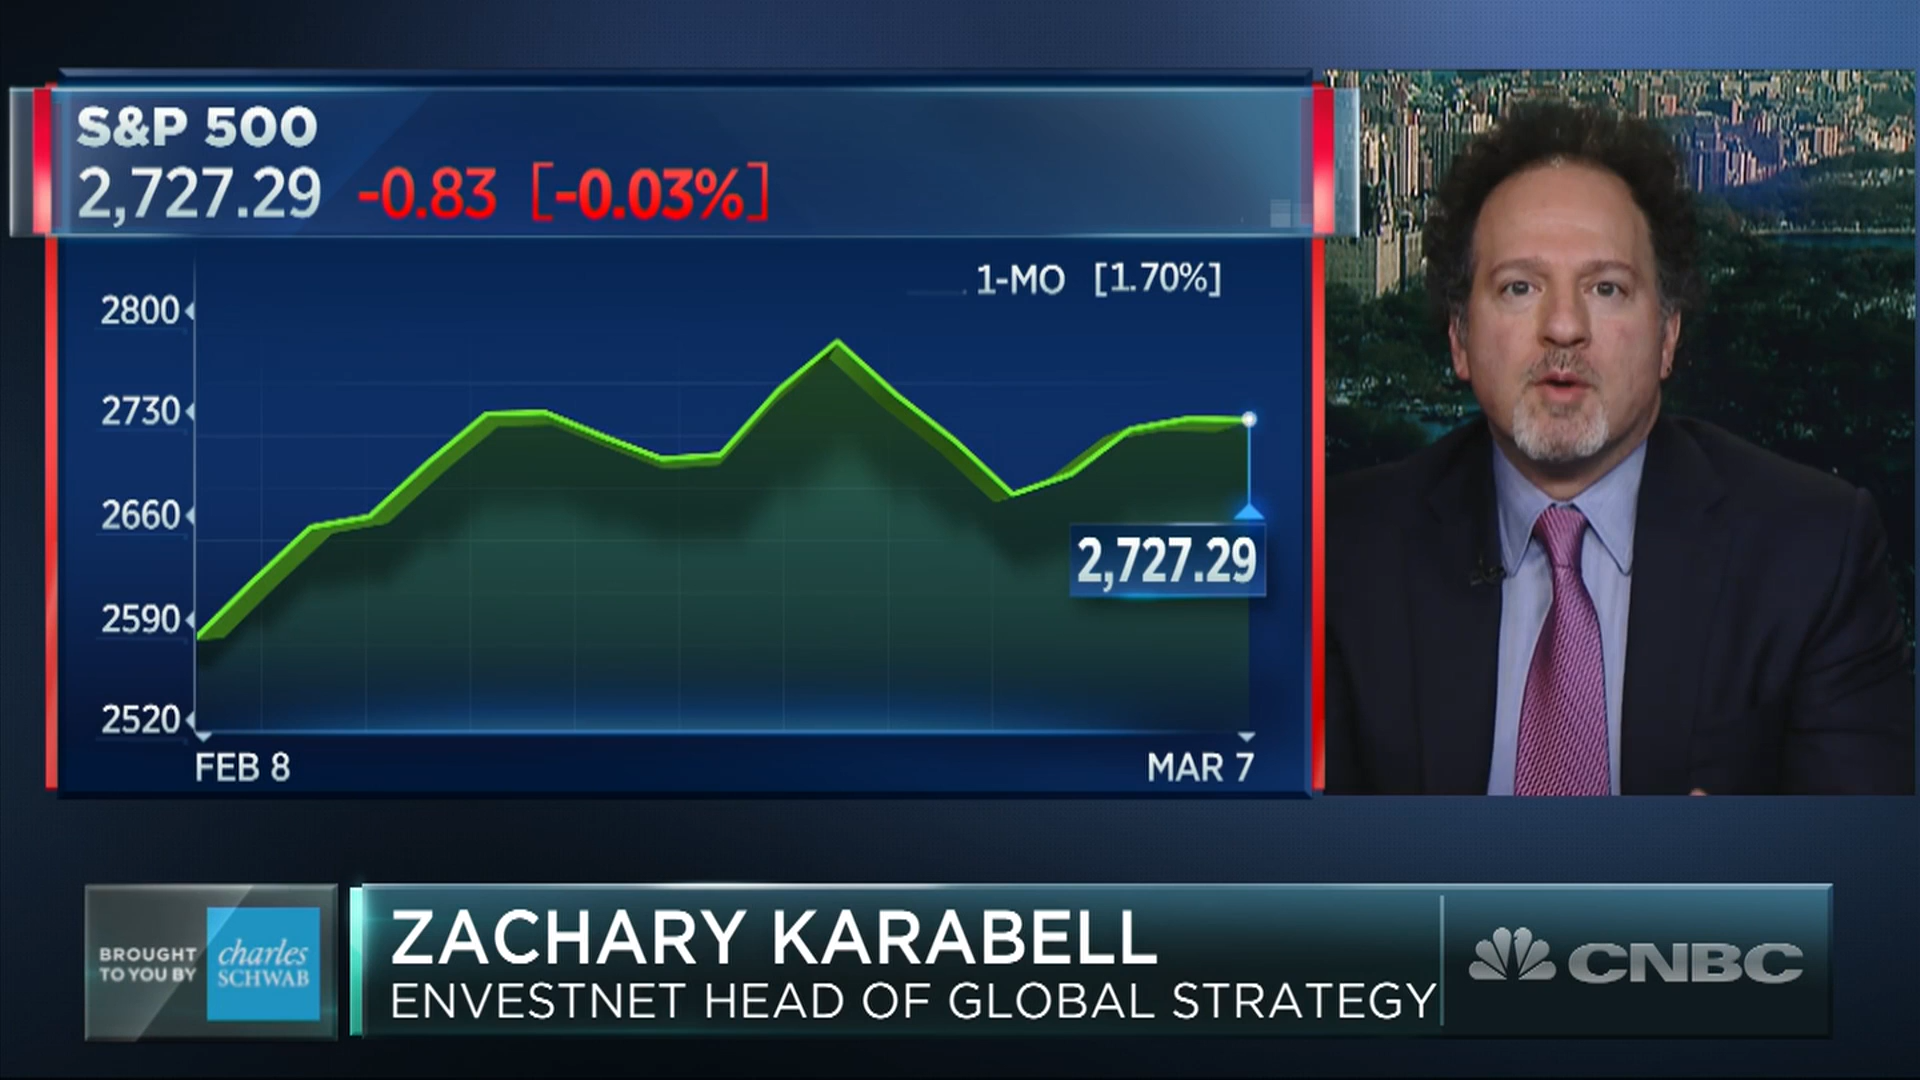 S&P 500
2,727.29 -0.83 [-0.03%]
1-MO [1.70%]
2800
2730
2660
2590
2520
2,727.29
FEB 8
MAR 7
BROUGHT
TO YOU BY
charles
SCHWAB
ZACHARY KARABELL
ENVESTNET HEAD OF GLOBAL STRATEGY
CNBC